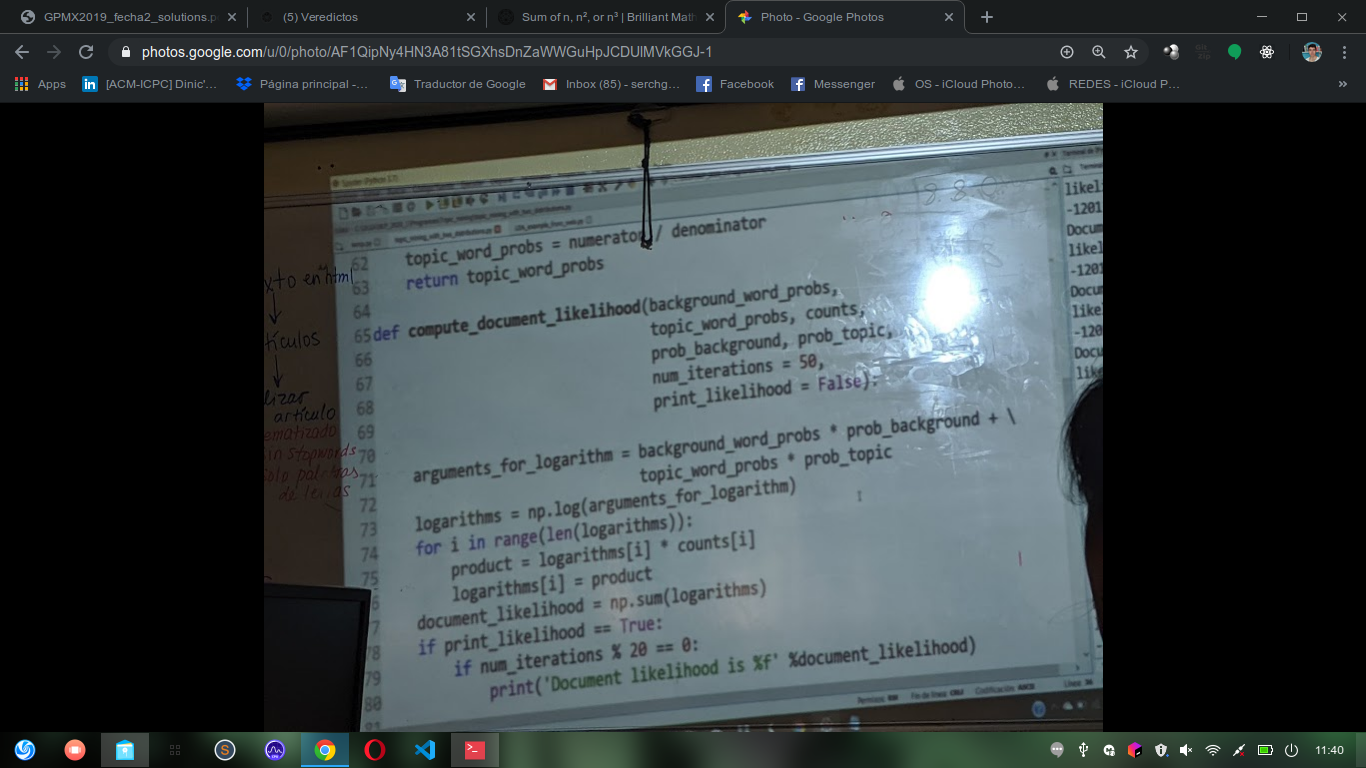 GPMX2019_fecha2_solutions.p
(5) Veredictos
Sum of n, n², or n³ | Brilliant Math
Photo - Google Photos
photos.google.com/u/0/photo/AF1QipNy4HN3A81tSGXhsDnZaWWGuHpJCDUlMVkGGJ-1
Apps
[ACM-ICPC] Dinic'…
Página principal -…
Traductor de Google
Inbox (85) - serchg…
Facebook
Messenger
OS - iCloud Photo…
REDES - iCloud P…
»
62 topic_word_probs = numerator / denominator
63 return topic_word_probs
64
65 def compute_document_likelihood(background_word_probs,
66 topic_word_probs, counts,
67 prob_background, prob_topic,
68 num_iterations = 50,
69 print_likelihood = False):
70
71 arguments_for_logarithm = background_word_probs * prob_background + \
72 topic_word_probs * prob_topic
73 logarithms = np.log(arguments_for_logarithm)
74 for i in range(len(logarithms)):
75 product = logarithms[i] * counts[i]
logarithms[i] = product
document_likelihood = np.sum(logarithms)
78 if print_likelihood == True:
79 if num_iterations % 20 == 0:
80 print('Document likelihood is %f' %document_likelihood)
likel
-1201
Docum
likel
-1201
Docum
likel
-120
Docu
like
xto en html
tículos
lizar
artículo
ematizado
in stopwords
solo palabras
de letras
11:40